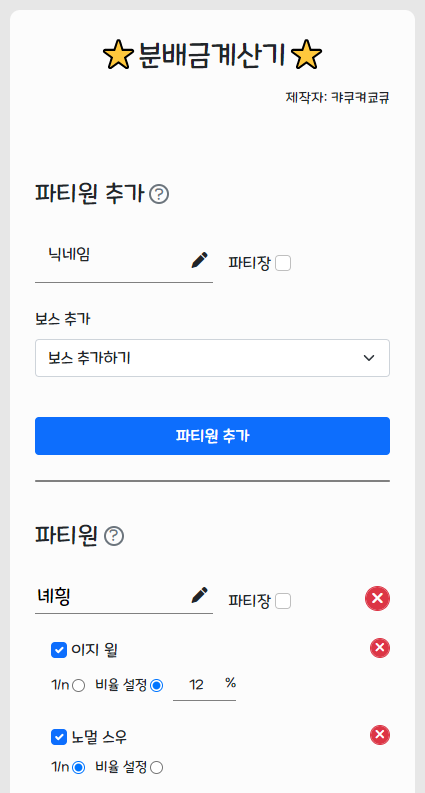 분배금계산기
제작자: 캬쿠켜쿄큐
파티원 추가 ?
닉네임
파티장
보스 추가
보스 추가하기
파티원 추가
파티원 ?
녜힁
파티장
이지 윌
1/n 비율 설정 12 %
노멀 스우
1/n 비율 설정